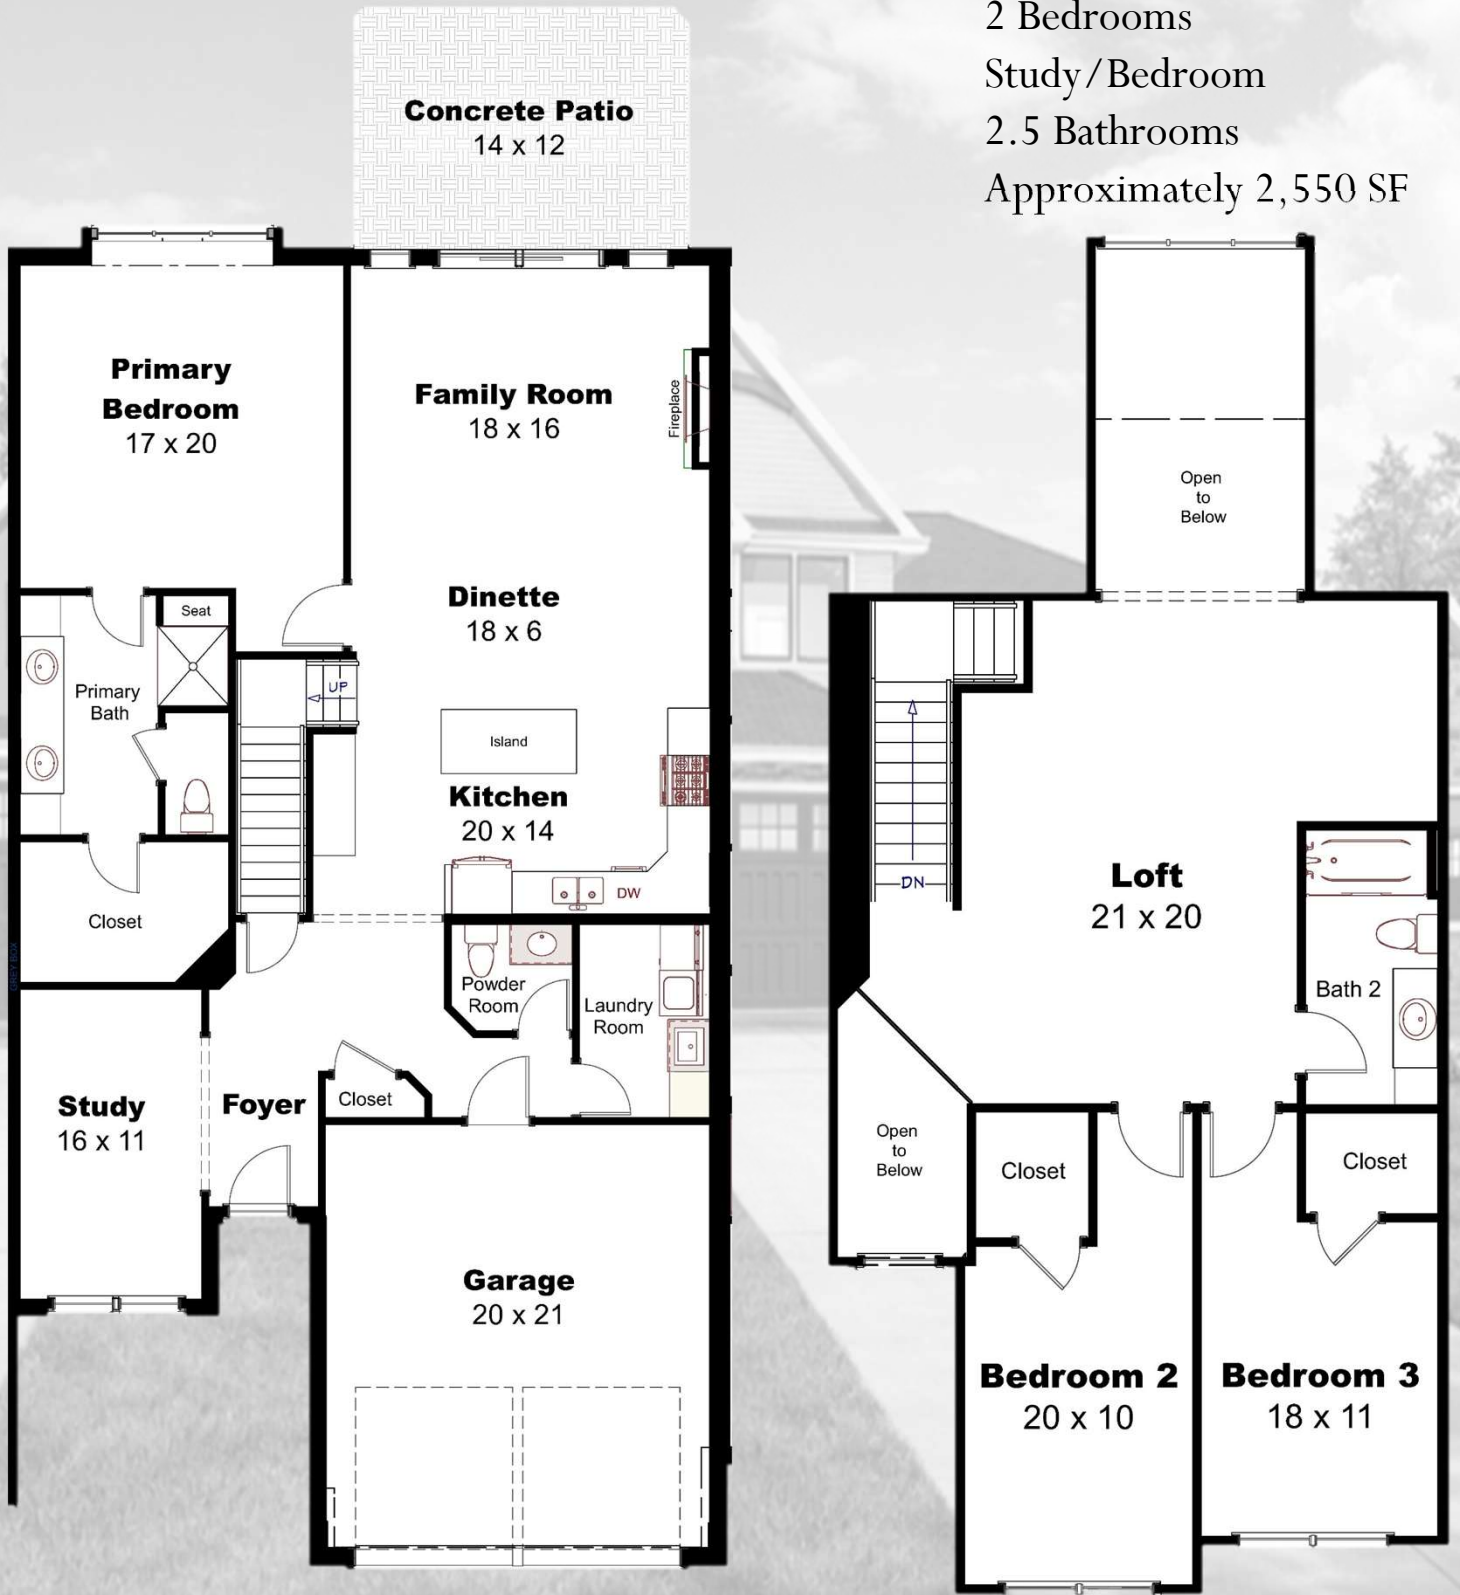 2 Bedrooms
Study/Bedroom
2.5 Bathrooms
Approximately 2,550 SF
Concrete Patio
14 x 12
Primary
Bedroom
17 x 20
Family Room
18 x 16
Fireplace
Dinette
18 x 6
Seat
Primary
Bath
UP
Island
Kitchen
20 x 14
DW
Closet
GREY BOX
Powder
Room
Laundry
Room
Study
16 x 11
Foyer
Closet
Garage
20 x 21
Open
to
Below
DN
Loft
21 x 20
Bath 2
Open
to
Below
Closet
Closet
Bedroom 2
20 x 10
Bedroom 3
18 x 11